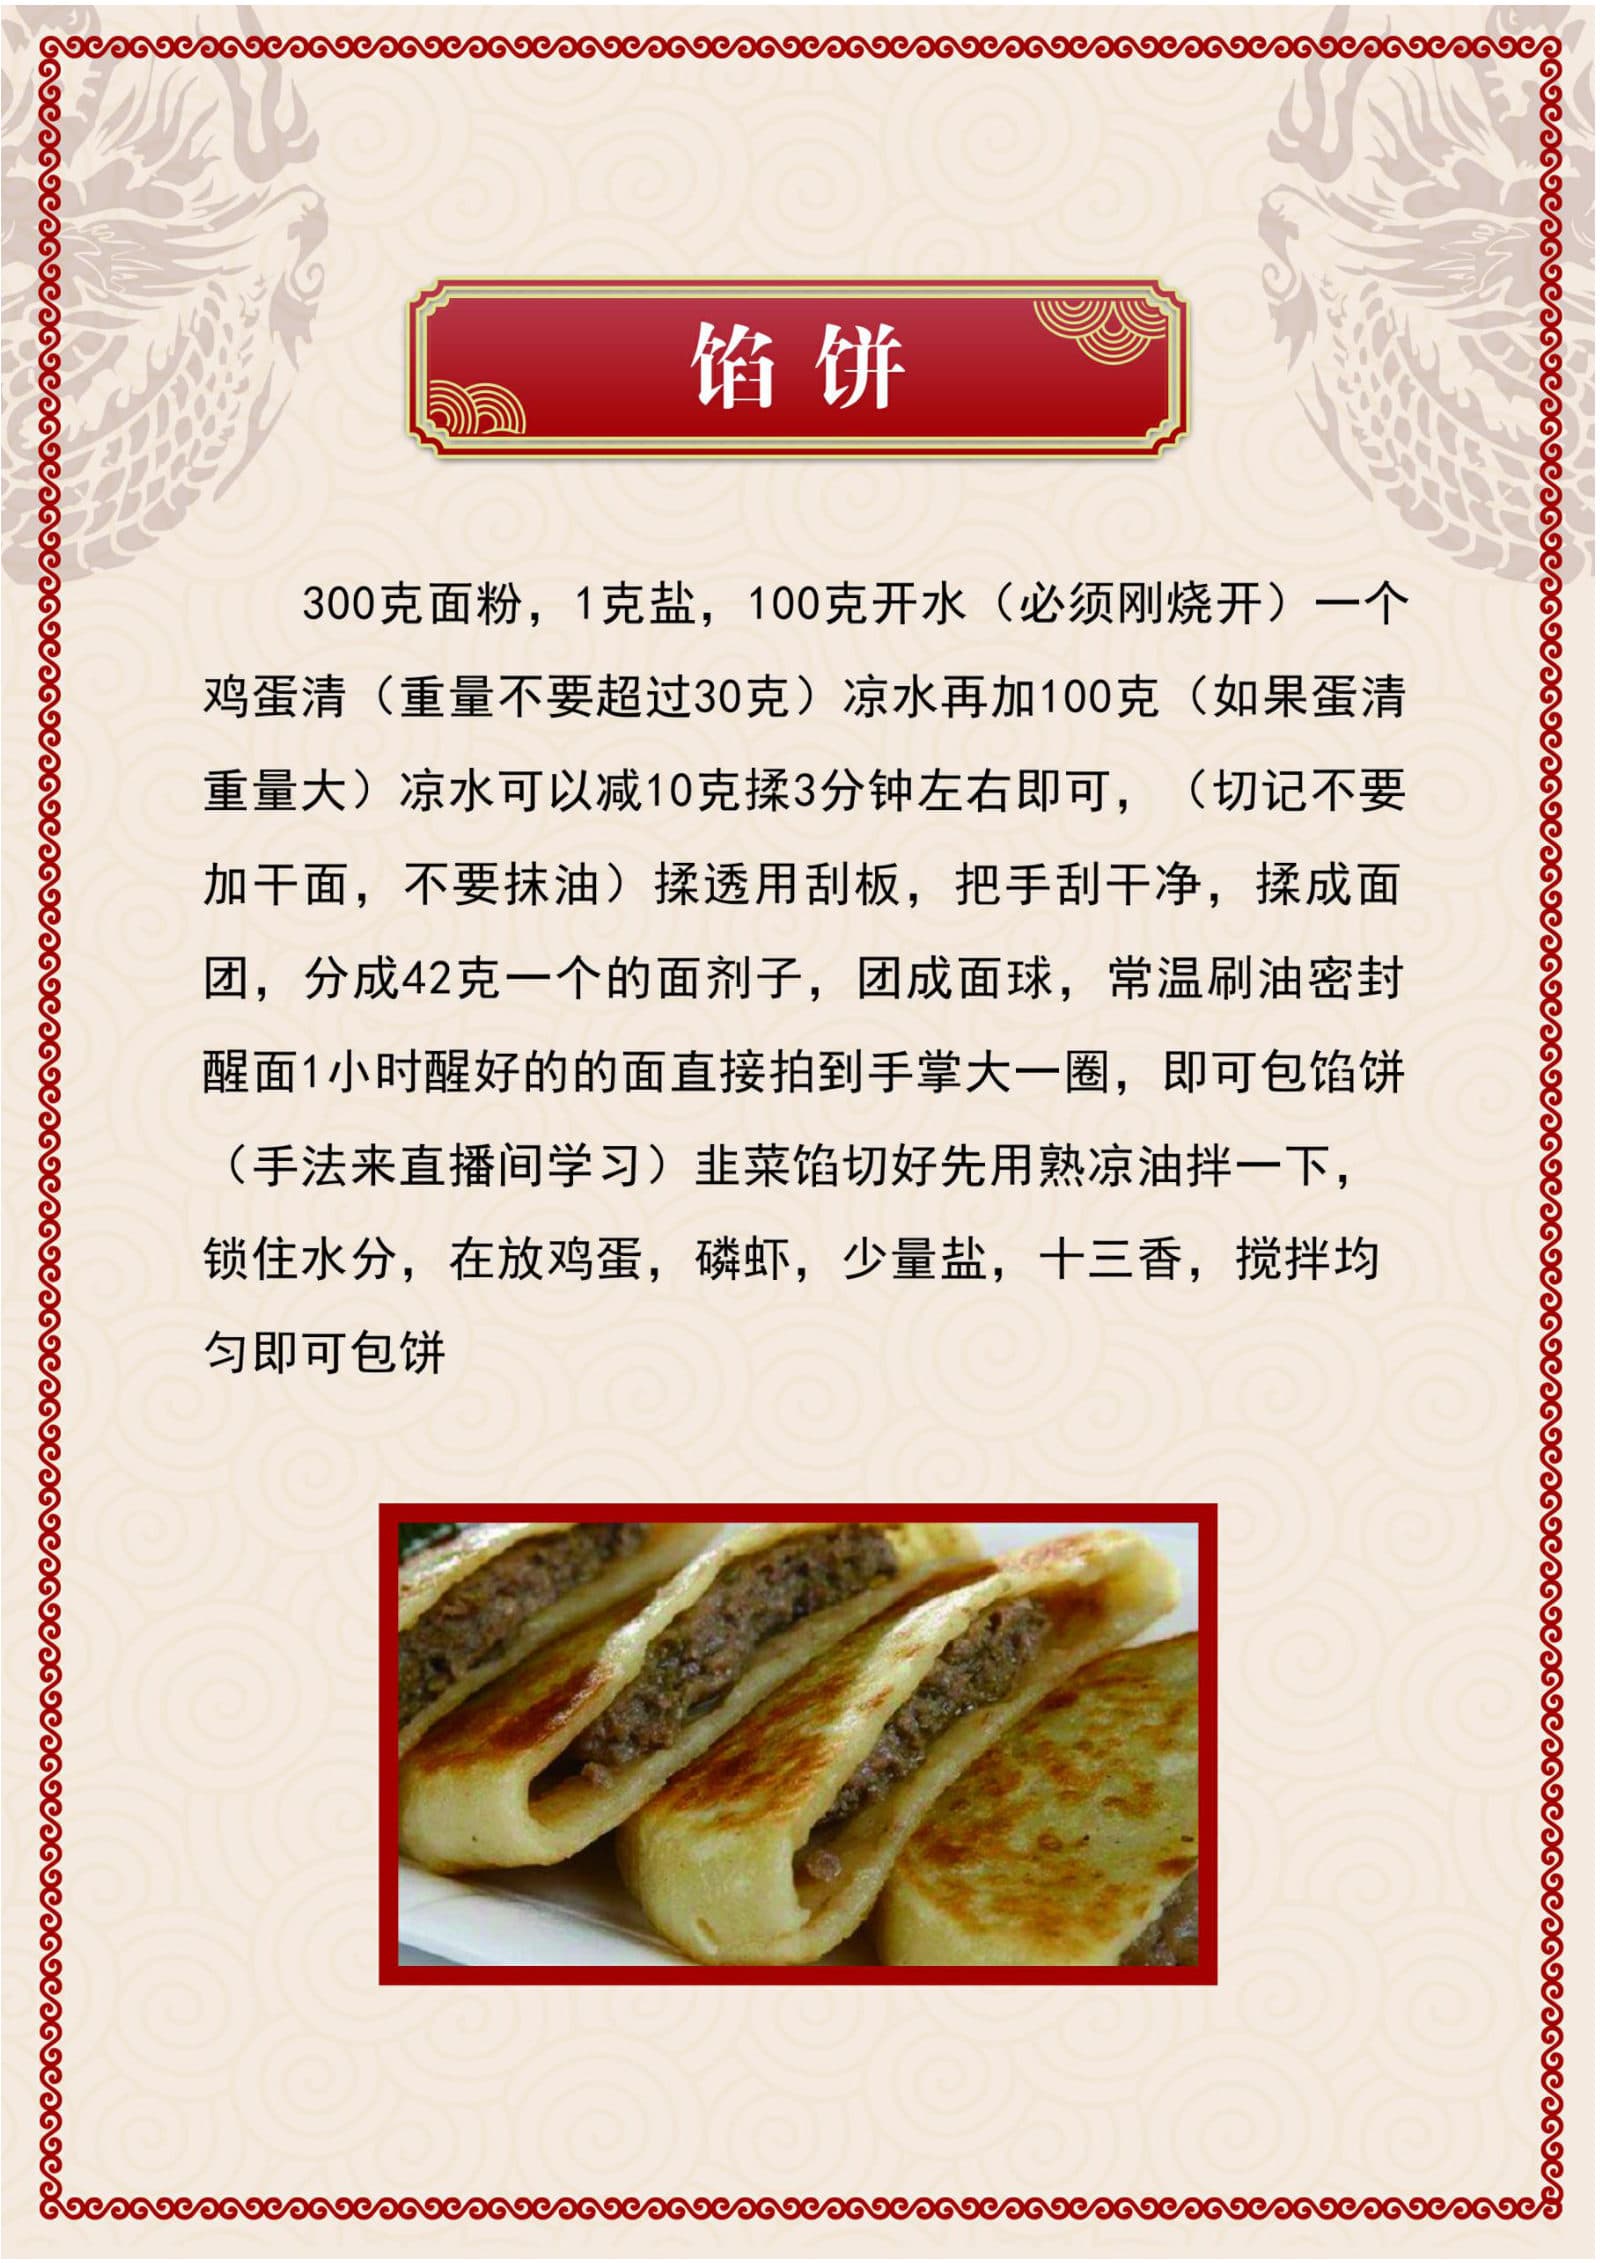 馅饼
300克面粉，1克盐，100克开水（必须刚烧开）一个
鸡蛋清（重量不要超过30克）凉水再加100克（如果蛋清
重量大）凉水可以减10克揉3分钟左右即可，（切记不要
加干面，不要抹油）揉透用刮板，把手刮干净，揉成面
团，分成42克一个的面剂子，团成面球，常温刷油密封
醒面1小时醒好的的面直接拍到手掌大一圈，即可包馅饼
（手法来直播间学习）韭菜馅切好先用熟凉油拌一下，
锁住水分，在放鸡蛋，磷虾，少量盐，十三香，搅拌均
匀即可包饼